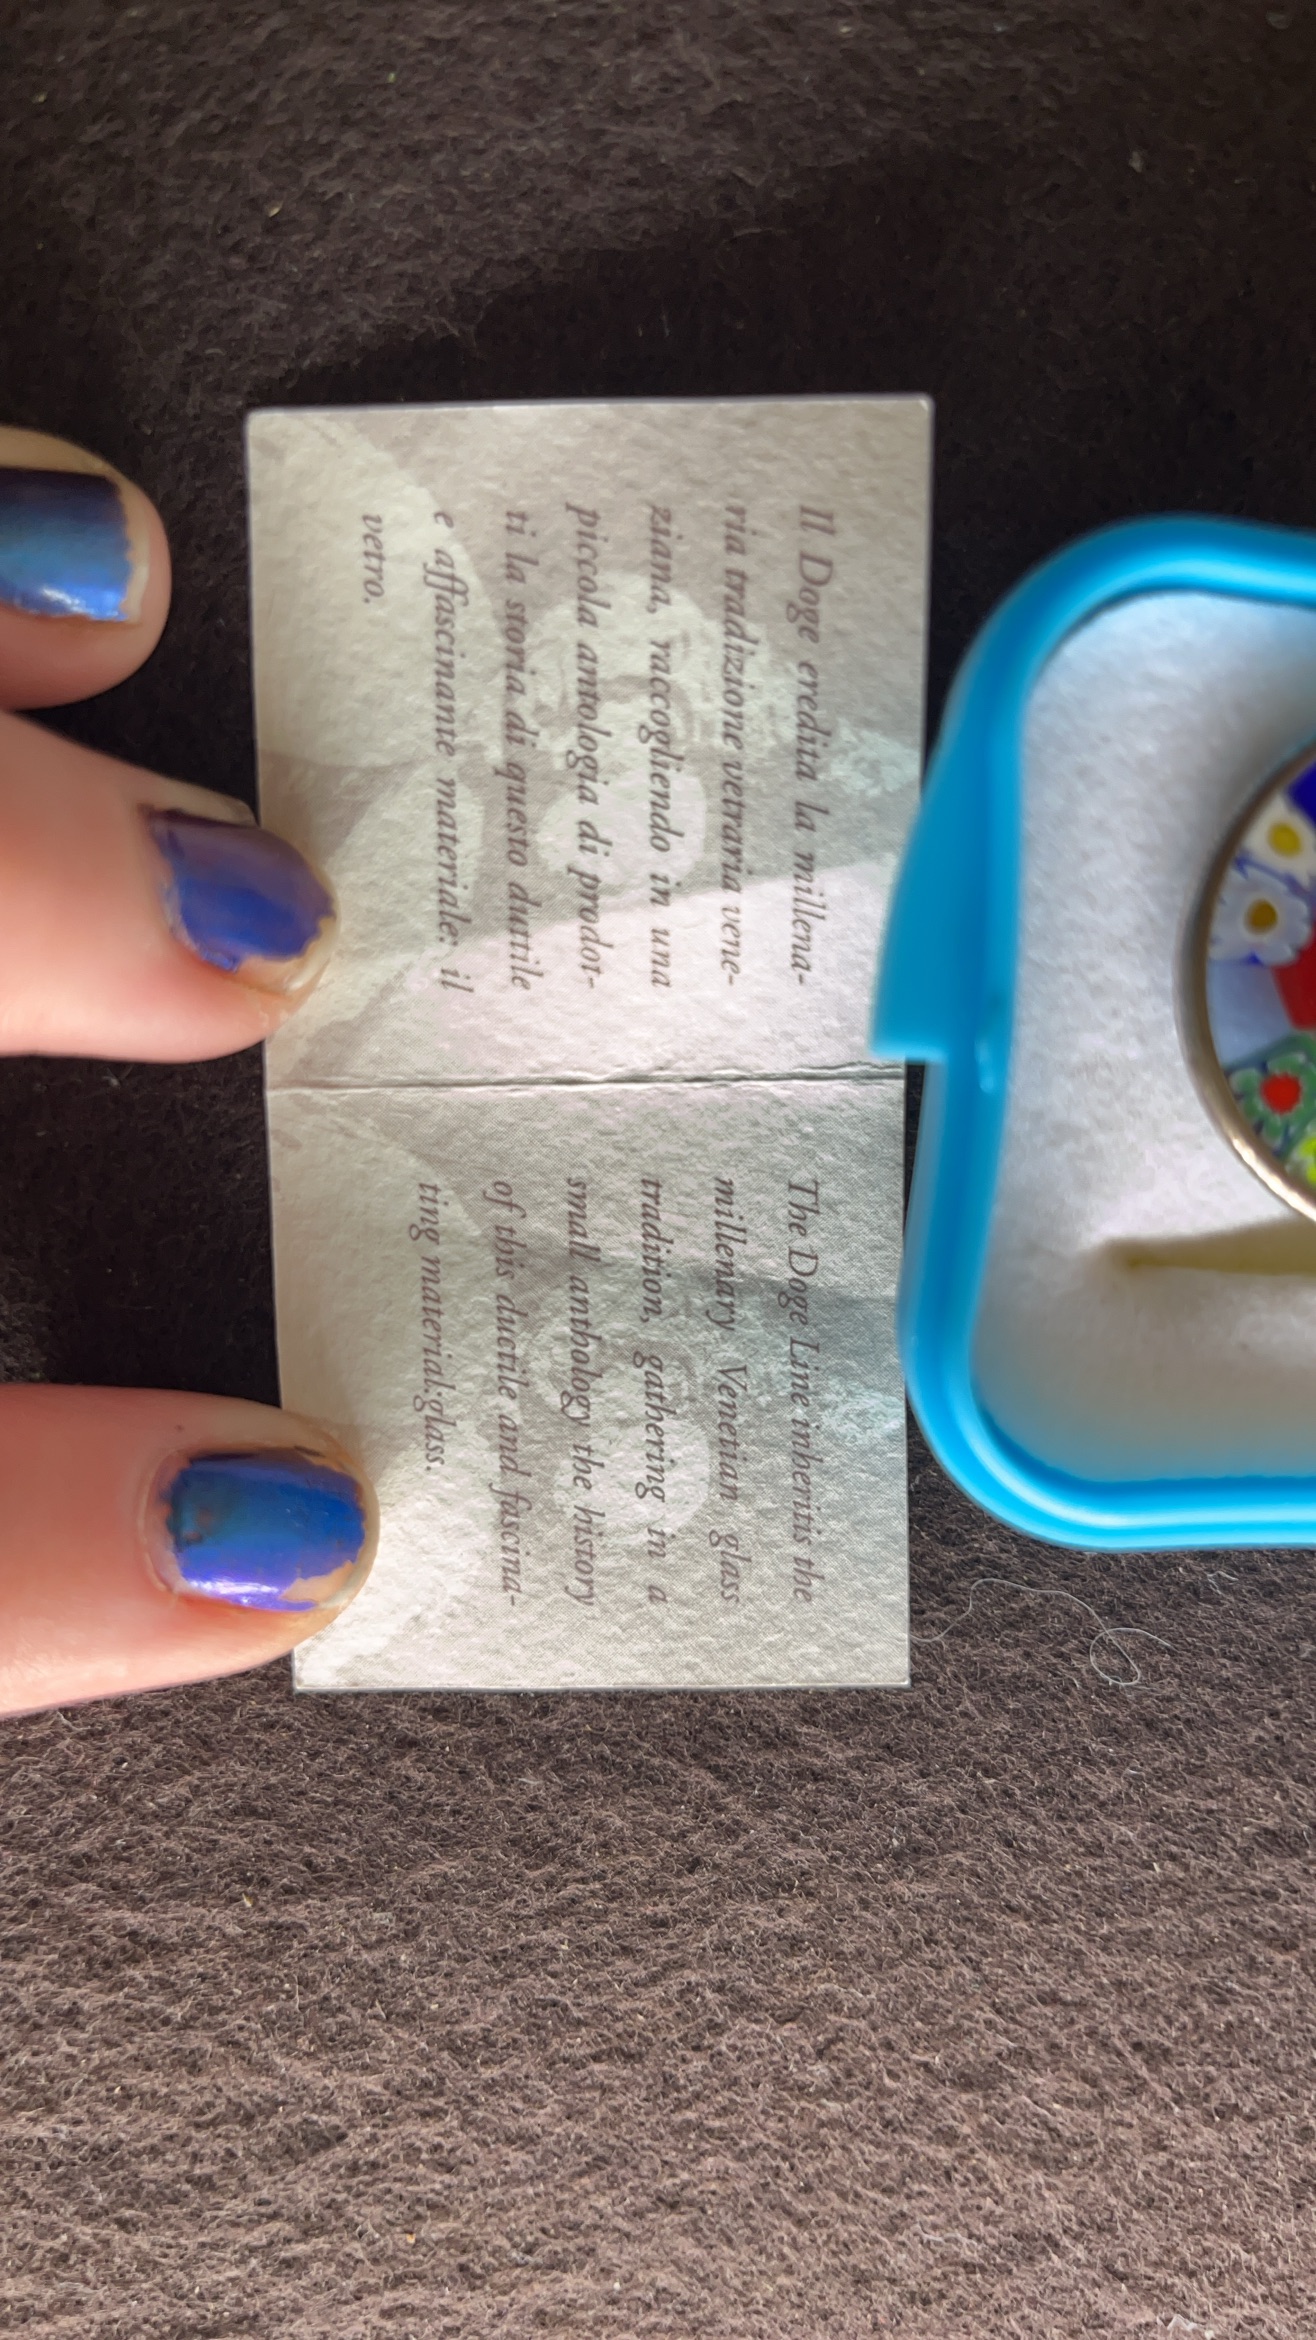 Il Doge eredita la millena-
ria tradizione vetraria vene-
ziana, raccogliendo in una
piccola antologia di prodot-
ti la storia di questo duttile
e affascinante materiale: il
vetro.
The Doge Line inheritis the
millenary Venetian glass
tradition, gathering in a
small anthology the history
of this ductile and fascina-
ting material:glass.